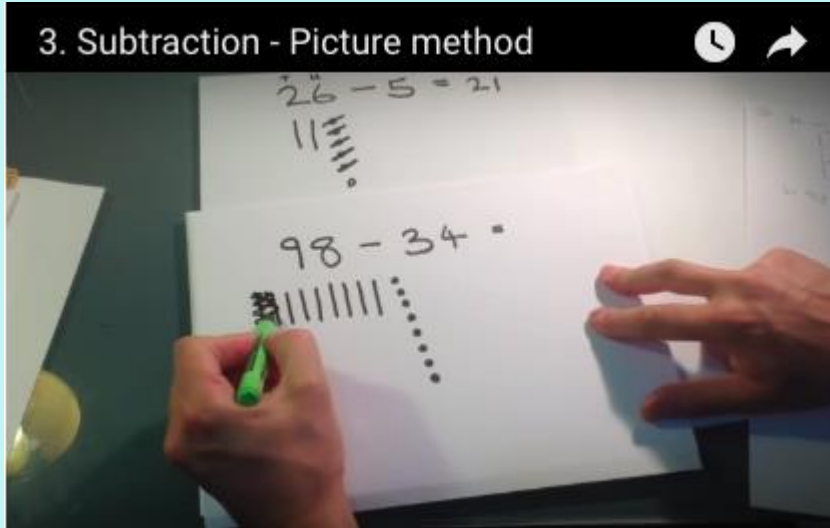 3. Subtraction - Picture method
26 - 5 = 21
98 - 34 =